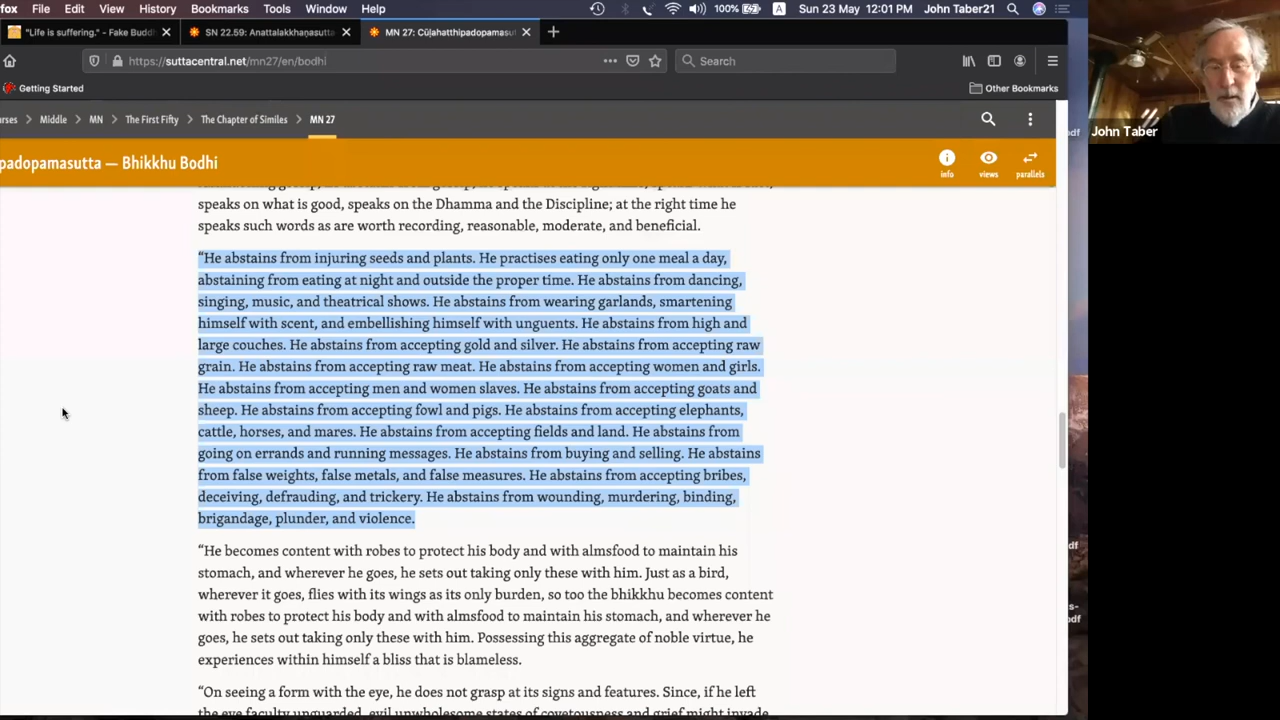 fox File Edit View History Bookmarks Tools Window Help 100% A Sun 23 May 12:01 PM John Taber21
"Life is suffering." – Fake Budd SN 22.59: Anattalakkhaṇasutta MN 27: Cūḷahatthipadopamasut
https://suttacentral.net/mn27/en/bodhi Search
Getting Started Other Bookmarks
rses Middle MN The First Fifty The Chapter of Similes MN 27
John Taber
padopamasutta — Bhikkhu Bodhi
info views parallels
speaks on what is good, speaks on the Dhamma and the Discipline; at the right time he
speaks such words as are worth recording, reasonable, moderate, and beneficial.
“He abstains from injuring seeds and plants. He practises eating only one meal a day,
abstaining from eating at night and outside the proper time. He abstains from dancing,
singing, music, and theatrical shows. He abstains from wearing garlands, smartening
himself with scent, and embellishing himself with unguents. He abstains from high and
large couches. He abstains from accepting gold and silver. He abstains from accepting raw
grain. He abstains from accepting raw meat. He abstains from accepting women and girls.
He abstains from accepting men and women slaves. He abstains from accepting goats and
sheep. He abstains from accepting fowl and pigs. He abstains from accepting elephants,
cattle, horses, and mares. He abstains from accepting fields and land. He abstains from
going on errands and running messages. He abstains from buying and selling. He abstains
from false weights, false metals, and false measures. He abstains from accepting bribes,
deceiving, defrauding, and trickery. He abstains from wounding, murdering, binding,
brigandage, plunder, and violence.
“He becomes content with robes to protect his body and with almsfood to maintain his
stomach, and wherever he goes, he sets out taking only these with him. Just as a bird,
wherever it goes, flies with its wings as its only burden, so too the bhikkhu becomes content
with robes to protect his body and with almsfood to maintain his stomach, and wherever he
goes, he sets out taking only these with him. Possessing this aggregate of noble virtue, he
experiences within himself a bliss that is blameless.
“On seeing a form with the eye, he does not grasp at its signs and features. Since, if he left
the eye faculty unguarded, evil unwholesome states of covetousness and grief might invade